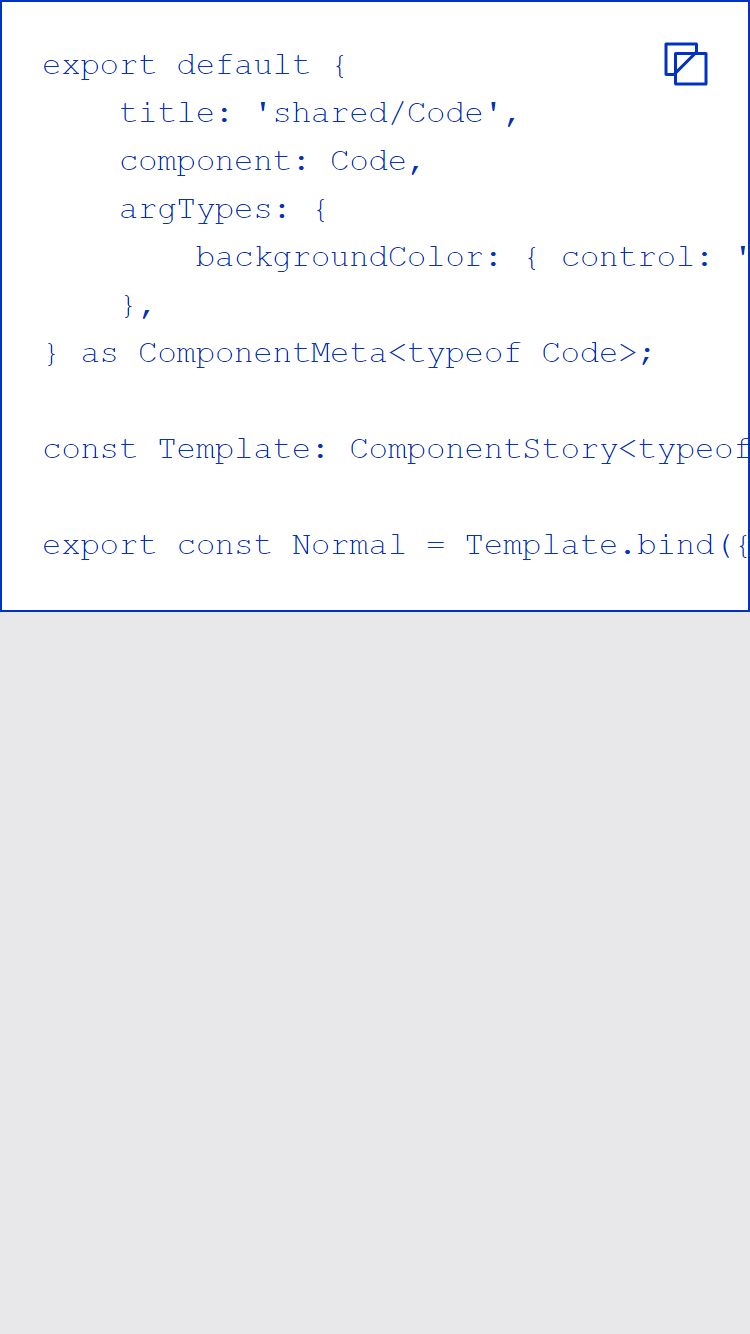 export default {
    title: 'shared/Code',
    component: Code,
    argTypes: {
        backgroundColor: { control: '
    },
} as ComponentMeta<typeof Code>;

const Template: ComponentStory<typeof

export const Normal = Template.bind({